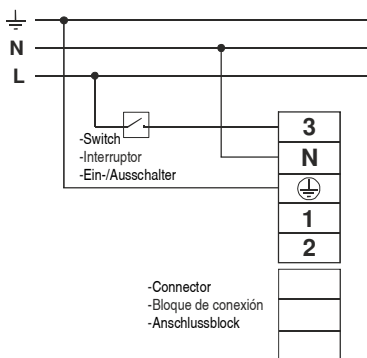 N
L
3
-Switch
-Interruptor
-Ein-/Ausschalter
N
1
2
-Connector
-Bloque de conexión
-Anschlussblock